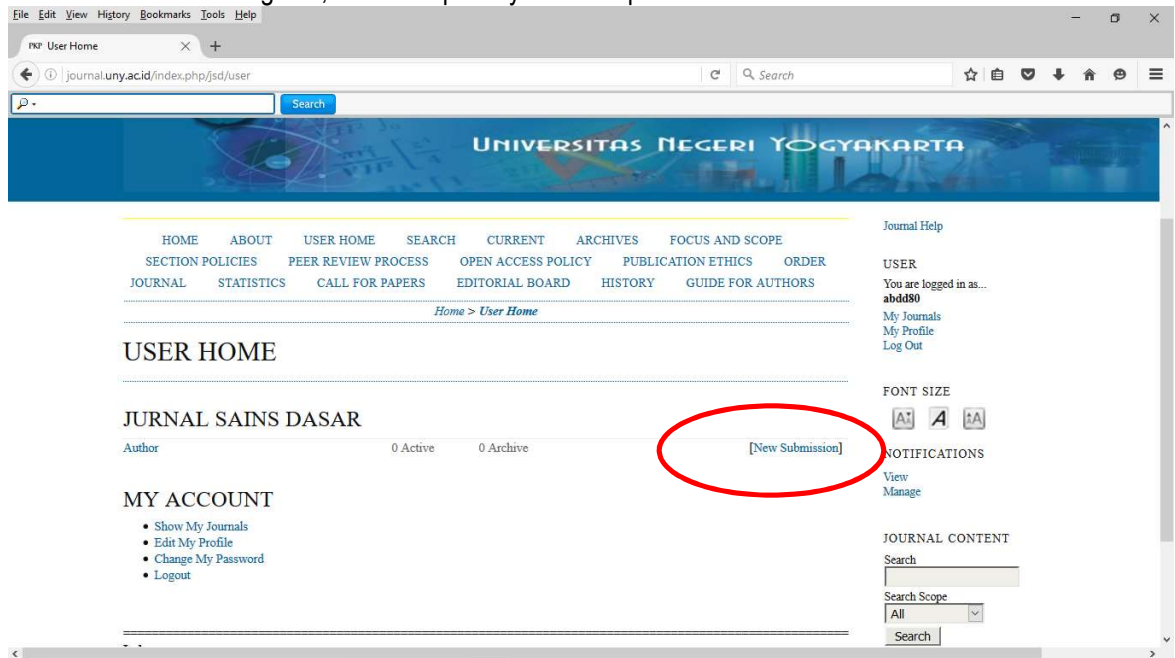 File Edit View History Bookmarks Tools Help
PKP User Home
journal.uny.ac.id/index.php/jsd/user
Search
Search
UNIVERSITAS NEGERI YOGYAKARTA
HOME ABOUT USER HOME SEARCH CURRENT ARCHIVES FOCUS AND SCOPE
SECTION POLICIES PEER REVIEW PROCESS OPEN ACCESS POLICY PUBLICATION ETHICS ORDER
JOURNAL STATISTICS CALL FOR PAPERS EDITORIAL BOARD HISTORY GUIDE FOR AUTHORS
Home > User Home
USER HOME
JURNAL SAINS DASAR
Author 0 Active 0 Archive [New Submission]
MY ACCOUNT
• Show My Journals
• Edit My Profile
• Change My Password
• Logout
Journal Help
USER
You are logged in as...
abdd80
My Journals
My Profile
Log Out
FONT SIZE
NOTIFICATIONS
View
Manage
JOURNAL CONTENT
Search
Search Scope
All
Search